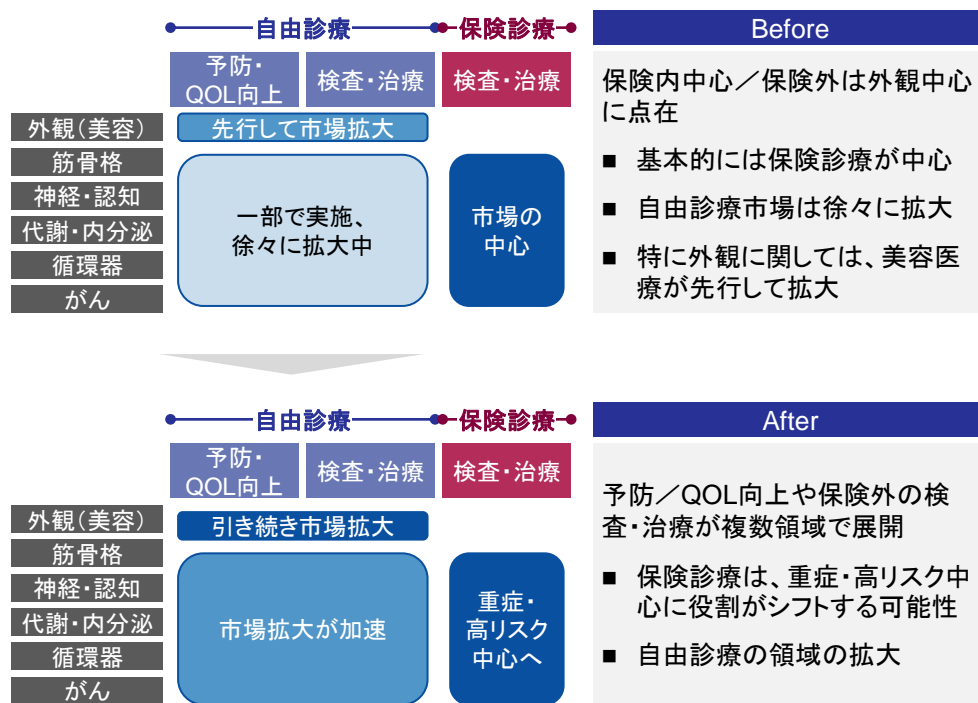 自由診療
保険診療
予防・
QOL向上
検査・治療
検査・治療
外観（美容）
先行して市場拡大
筋骨格
神経・認知
代謝・内分泌
循環器
がん
一部で実施、
徐々に拡大中
市場の
中心
Before
保険内中心／保険外は外観中心
に点在
■ 基本的には保険診療が中心
■ 自由診療市場は徐々に拡大
■ 特に外観に関しては、美容医
療が先行して拡大
自由診療
保険診療
予防・
QOL向上
検査・治療
検査・治療
外観（美容）
引き続き市場拡大
筋骨格
神経・認知
代謝・内分泌
循環器
がん
市場拡大が加速
重症・
高リスク
中心へ
After
予防／QOL向上や保険外の検
査・治療が複数領域で展開
■ 保険診療は、重症・高リスク中
心に役割がシフトする可能性
■ 自由診療の領域の拡大